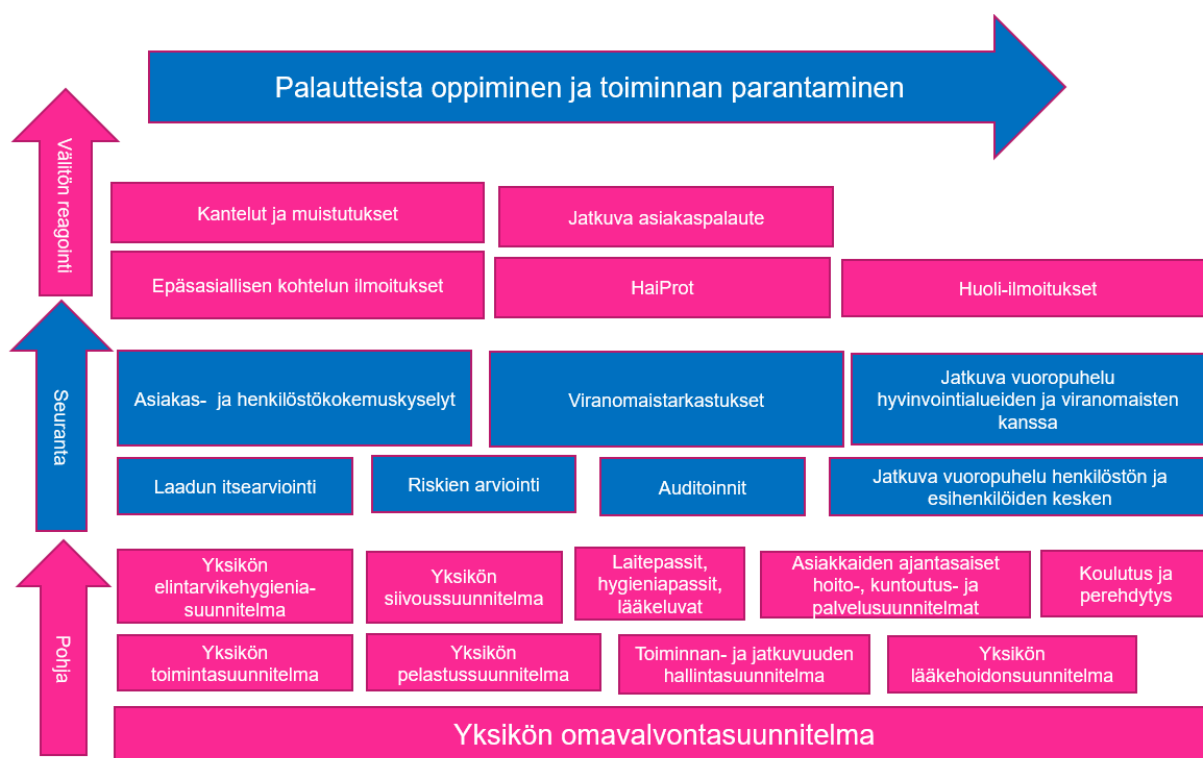 Palautteista oppiminen ja toiminnan parantaminen
Välitön reagointi
Kantelut ja muistutukset
Jatkuva asiakaspalaute
Epäsasiallisen kohtelun ilmoitukset
HaiProt
Huoli-ilmoitukset
Seuranta
Asiakas- ja henkilöstökokemuskyselyt
Viranomaistarkastukset
Jatkuva vuoropuhelu
hyvinvointialueiden ja viranomaisten
kanssa
Laadun itsearviointi
Riskien arviointi
Auditoinnit
Jatkuva vuoropuhelu henkilöstön ja
esihenkilöiden kesken
Pohja
Yksikön
elintarvikehygienia-
suunnitelma
Yksikön
siivoussuunnitelma
Laitepassit,
hygieniapassit,
lääkeluvat
Asiakkaiden ajantasaiset
hoito-, kuntoutus- ja
palvelusuunnitelmat
Koulutus ja
perehdytys
Yksikön
toimintasuunnitelma
Yksikön
pelastussuunnitelma
Toiminnan- ja jatkuvuuden
hallintasuunnitelma
Yksikön
lääkehoidonsuunnitelma
Yksikön omavalvontasuunnitelma